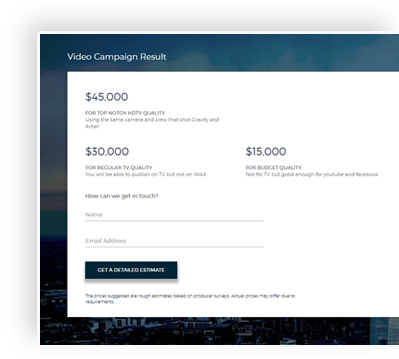 Video Campaign Result
$45,000
FOR TOP NOTCH HDTV QUALITY
Using the same camera and crew that shot Gravity and
Avtar!
$30,000
FOR REGULAR TV QUALITY
You will be able to publish on TV but not on IMAX
$15,000
FOR BUDGET QUALITY
Not for TV but good enough for youtube and facebook.
How can we get in touch?
Name
Email Address
GET A DETAILED ESTIMATE
The prices suggested are rough estimates based on producer surveys. Actual prices may differ due to
requirements